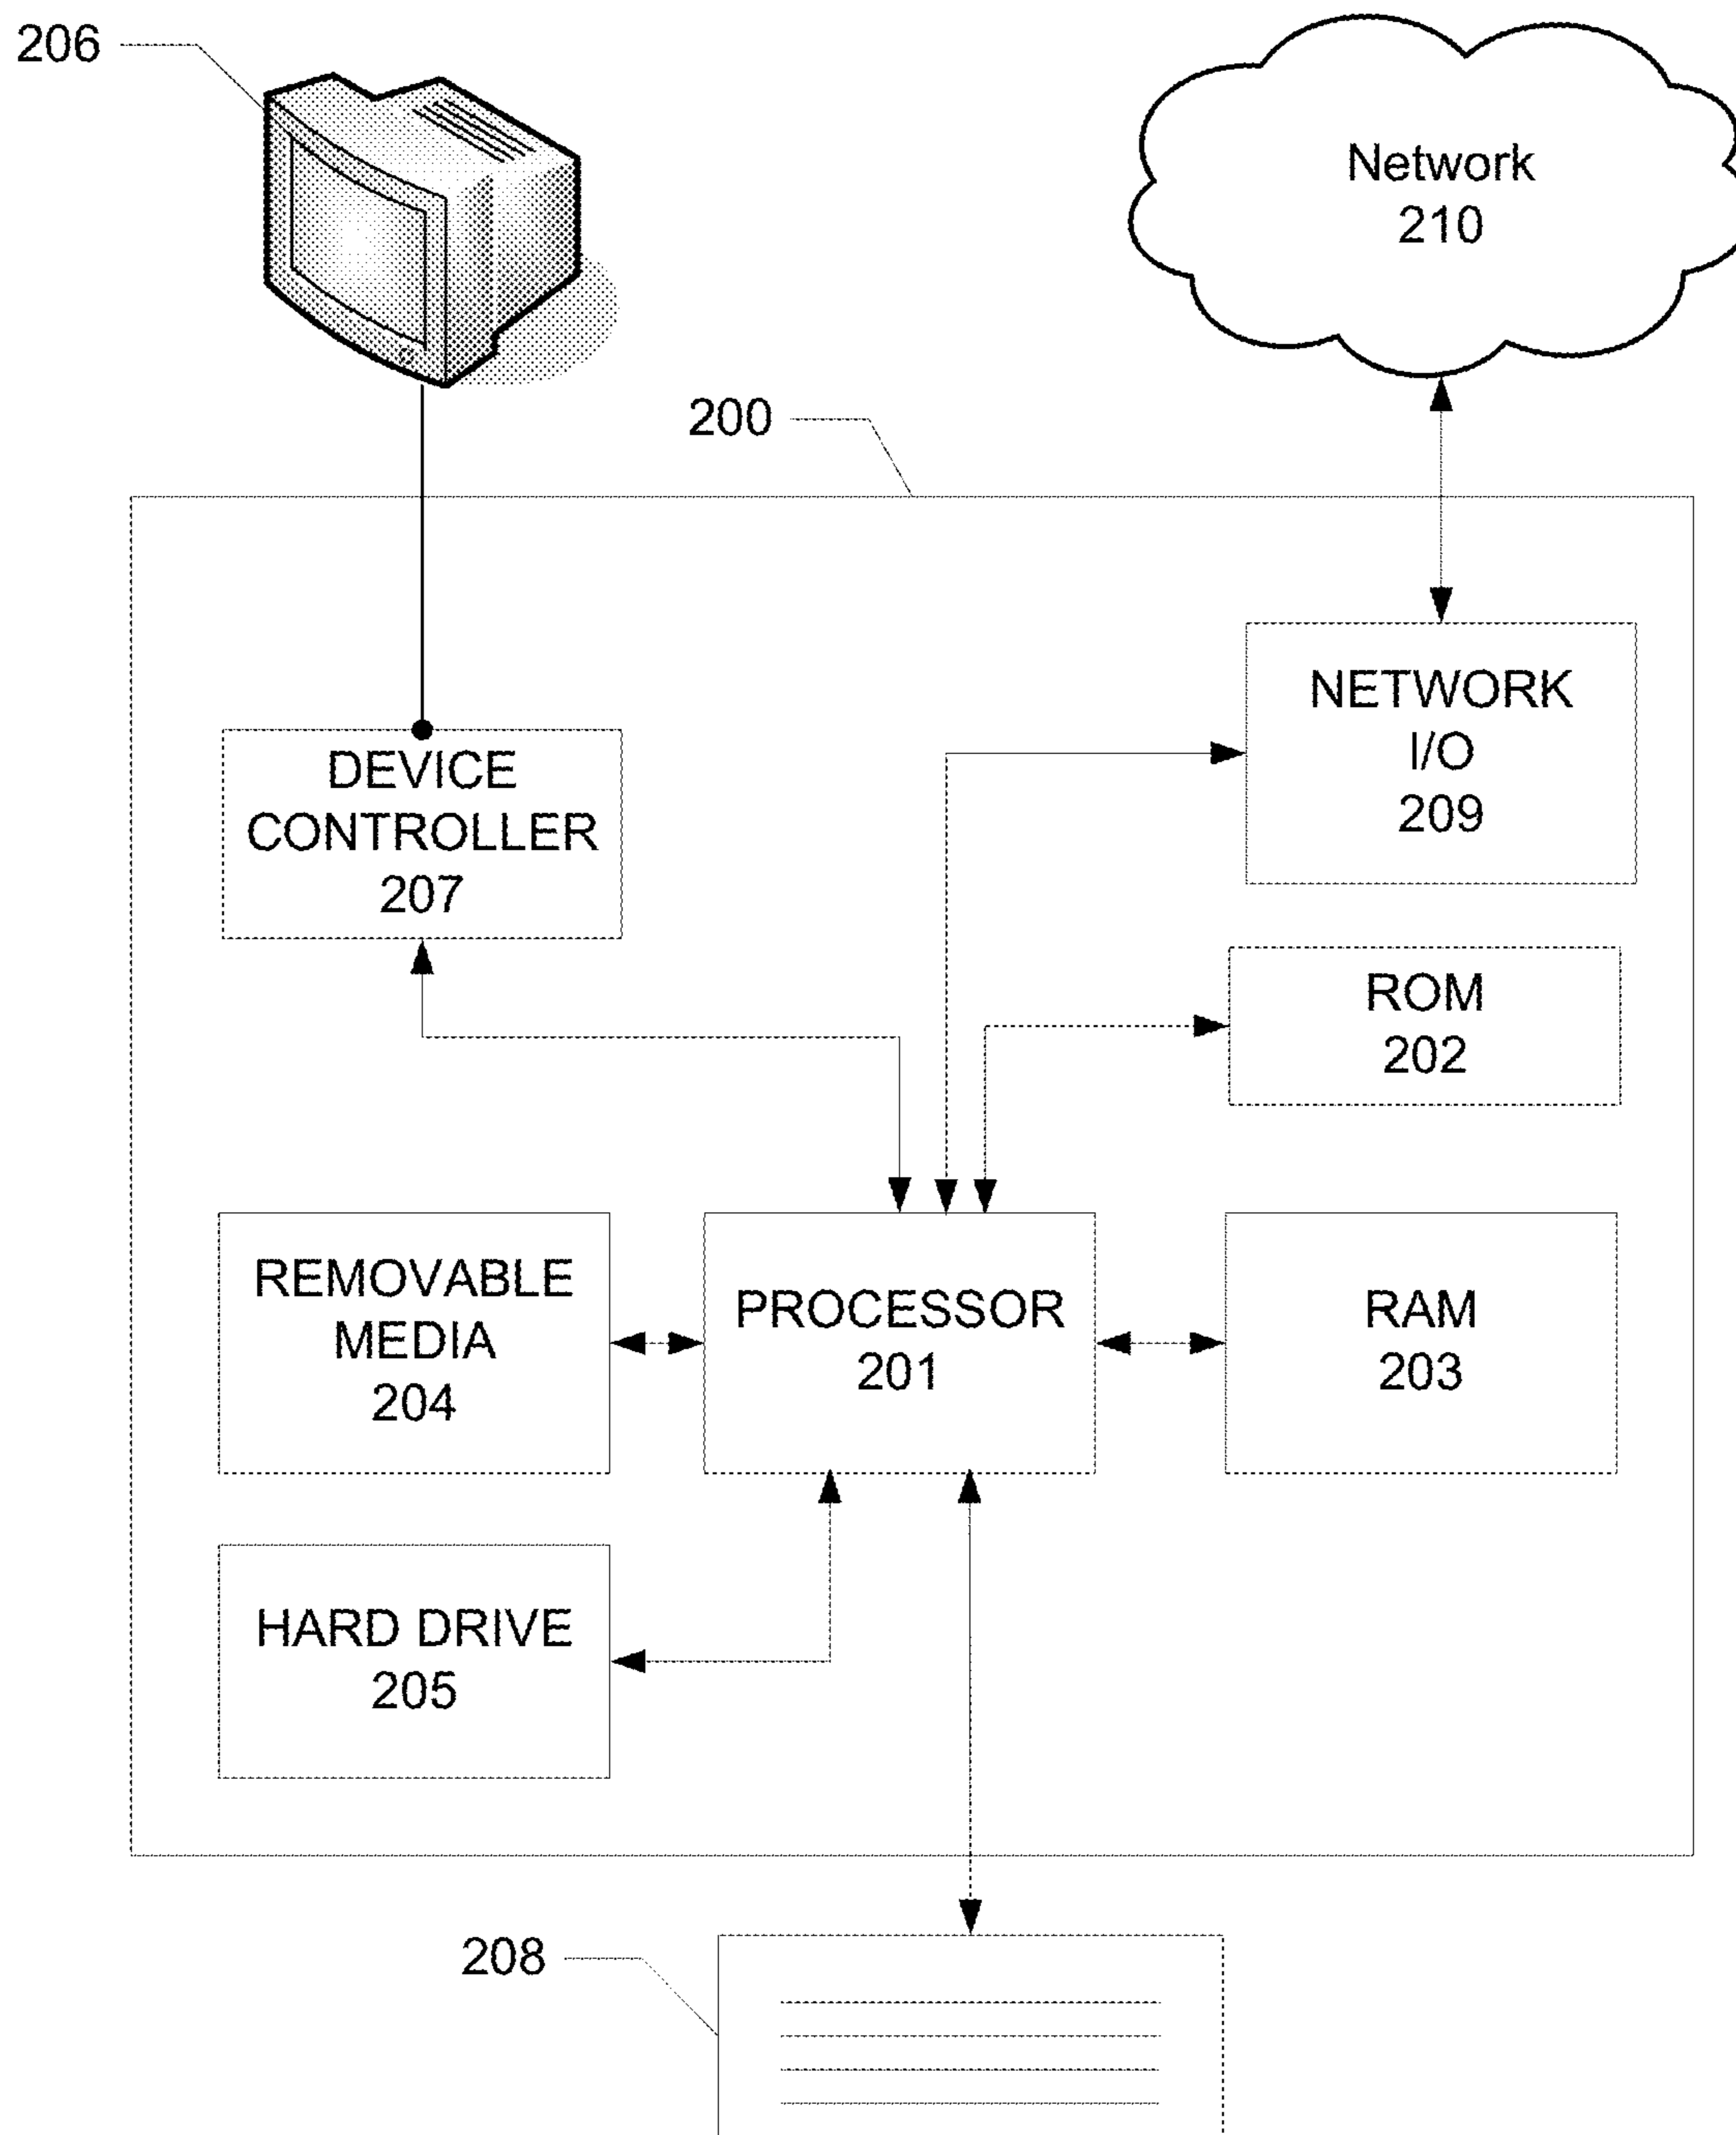 206
Network
210
200
NETWORK
I/O
209
DEVICE
CONTROLLER
207
ROM
202
REMOVABLE
MEDIA
204
PROCESSOR
201
RAM
203
HARD DRIVE
205
208